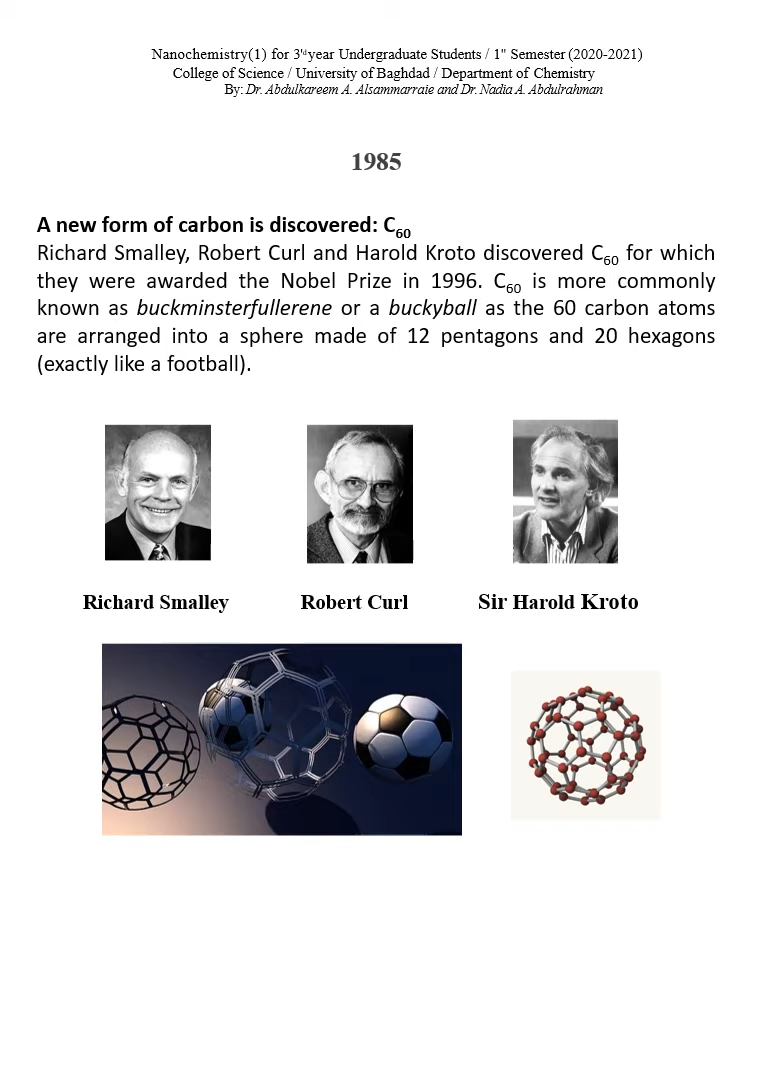 Nanochemistry(1) for 3'ᵈyear Undergraduate Students / 1" Semester (2020-2021)
College of Science / University of Baghdad / Department of Chemistry
By: Dr. Abdulkareem A. Alsammarraie and Dr. Nadia A. Abdulrahman
1985
A new form of carbon is discovered: C₆₀
Richard Smalley, Robert Curl and Harold Kroto discovered C₆₀ for which
they were awarded the Nobel Prize in 1996. C₆₀ is more commonly
known as buckminsterfullerene or a buckyball as the 60 carbon atoms
are arranged into a sphere made of 12 pentagons and 20 hexagons
(exactly like a football).
Richard Smalley Robert Curl Sir Harold Kroto